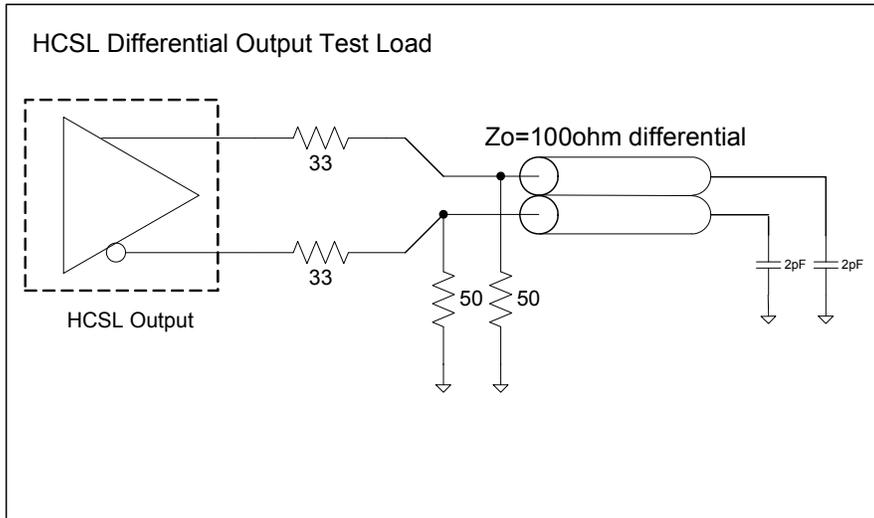 HCSL Differential Output Test Load
Zo=100ohm differential
33
33
HCSL Output
50
50
2pF
2pF